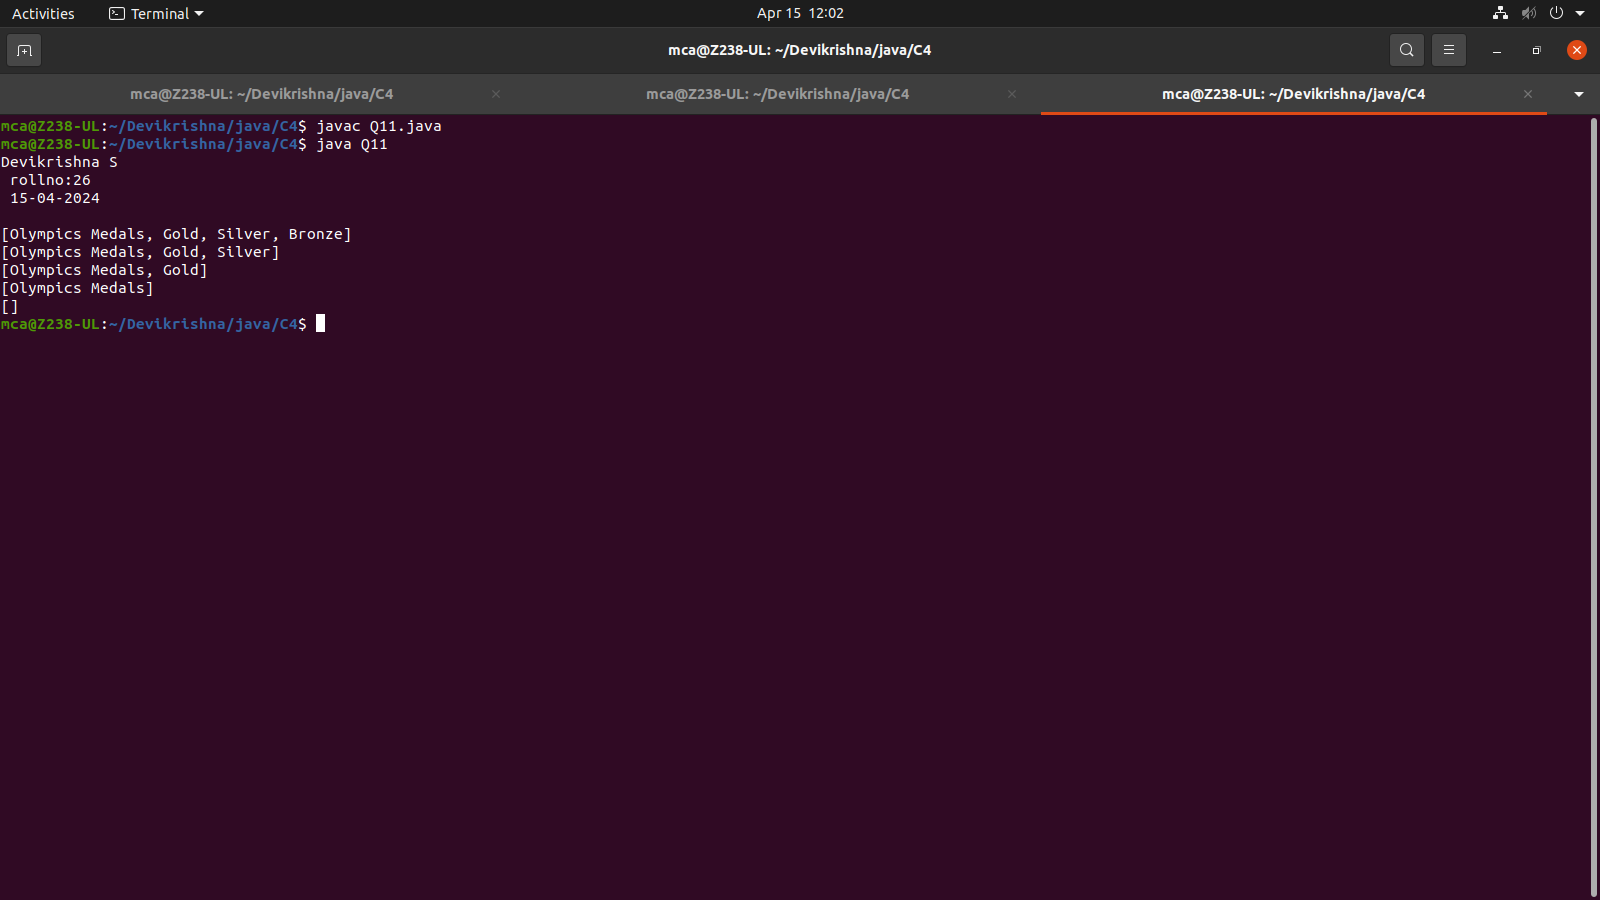 Activities Terminal Apr 15 12:02
mca@Z238-UL: ~/Devikrishna/java/C4
mca@Z238-UL: ~/Devikrishna/java/C4 mca@Z238-UL: ~/Devikrishna/java/C4 mca@Z238-UL: ~/Devikrishna/java/C4
mca@Z238-UL:~/Devikrishna/java/C4$ javac Q11.java
mca@Z238-UL:~/Devikrishna/java/C4$ java Q11
Devikrishna S
 rollno:26
 15-04-2024

[Olympics Medals, Gold, Silver, Bronze]
[Olympics Medals, Gold, Silver]
[Olympics Medals, Gold]
[Olympics Medals]
[]
mca@Z238-UL:~/Devikrishna/java/C4$